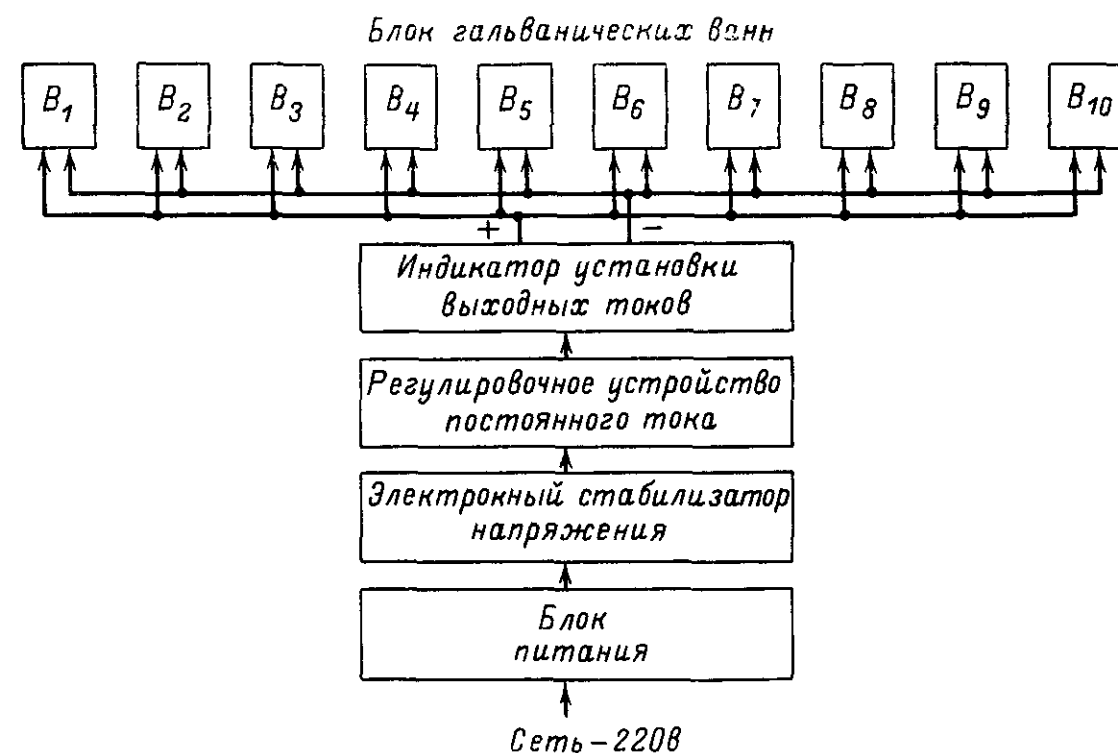 Блок гальванических ванн
B1 B2 B3 B4 B5 B6 B7 B8 B9 B10
+ −
Индикатор установки
выходных токов
Регулировочное устройство
постоянного тока
Электронный стабилизатор
напряжения
Блок
питания
Сеть-220в